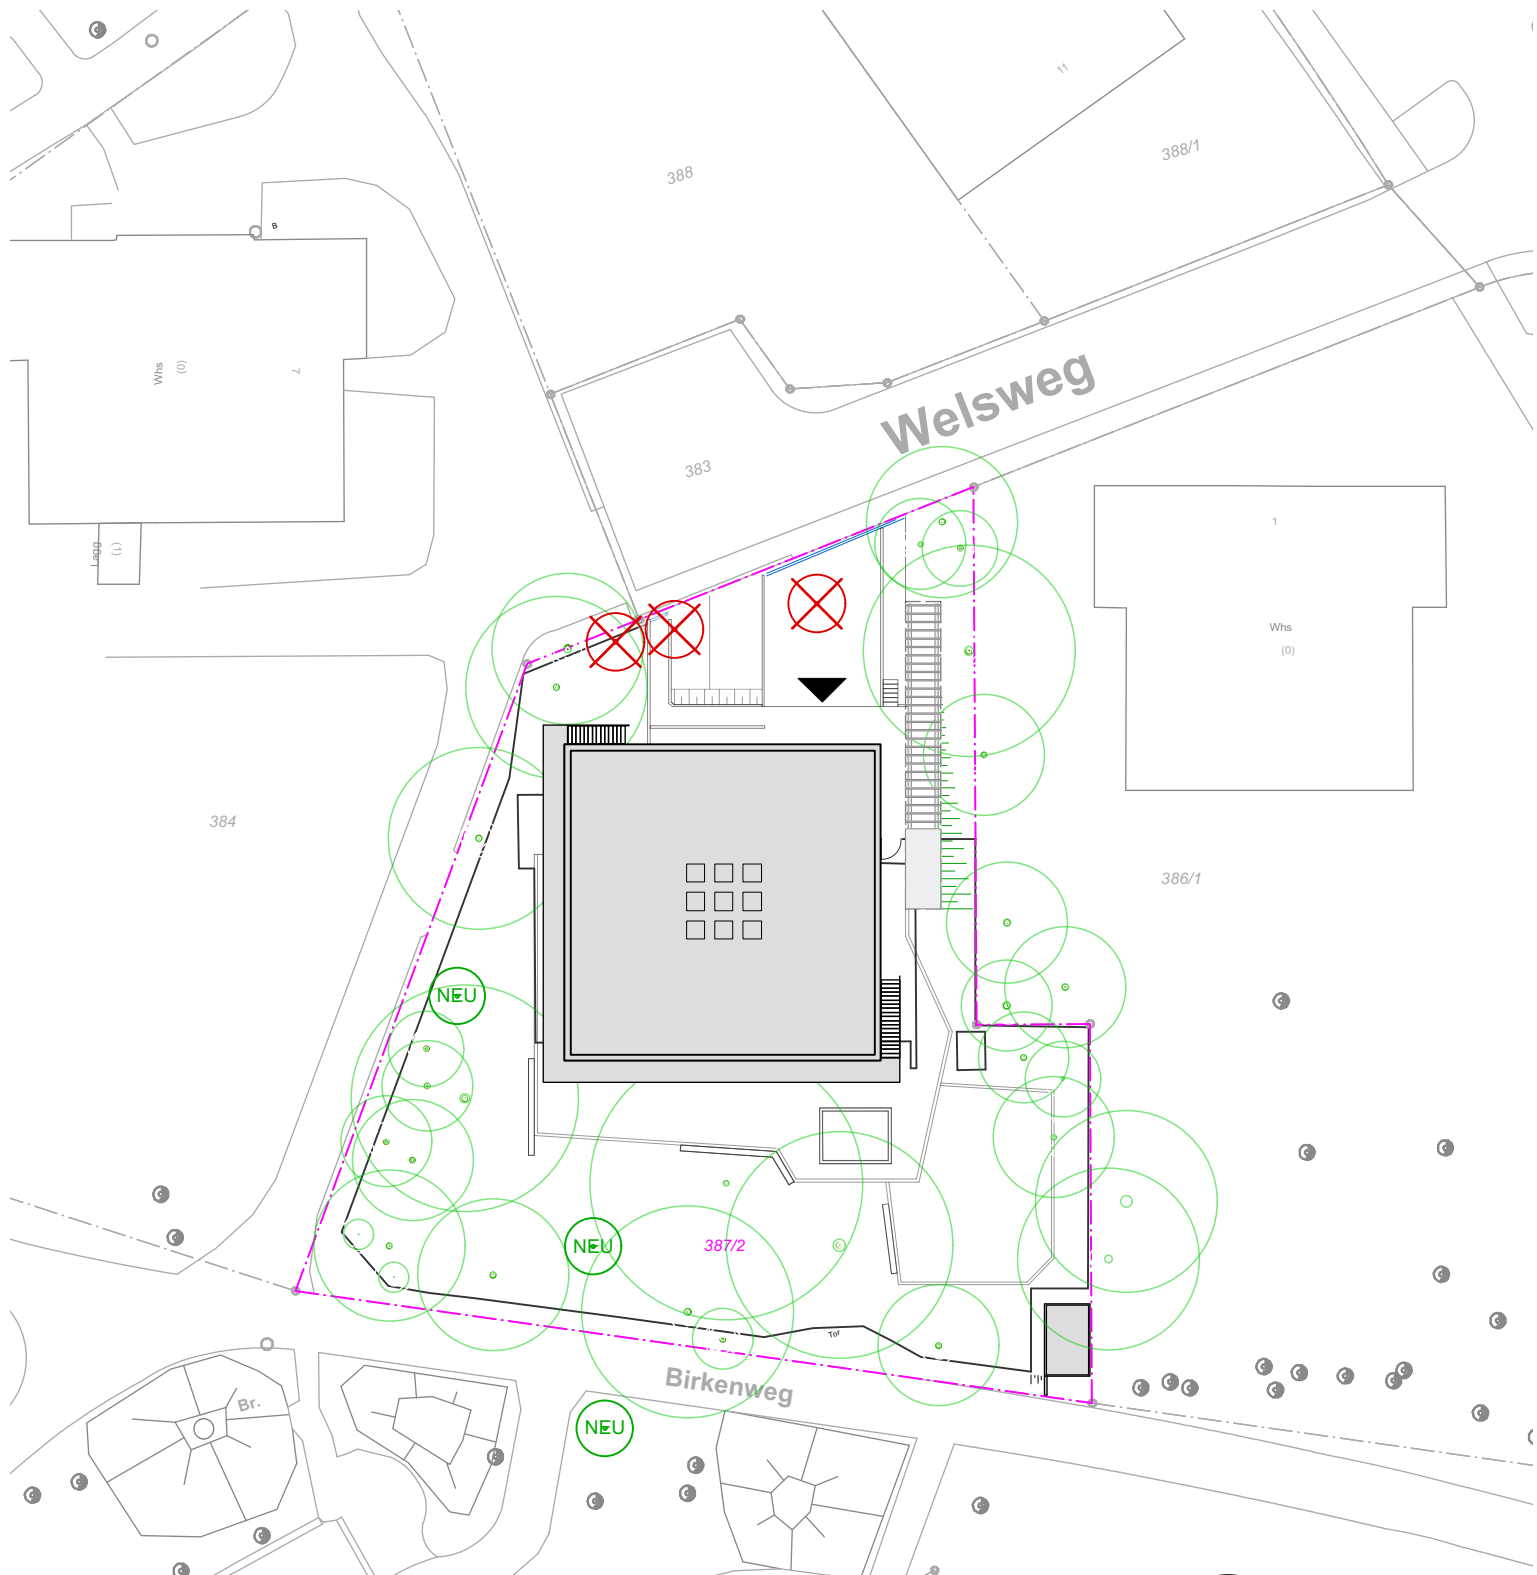 11
388/1
388
B
Welsweg
Whs
(0)
7
383
1
Lagg
(1)
Whs
(0)
384
386/1
NEU
NEU
387/2
Tor
Birkenweg
Br.
NEU